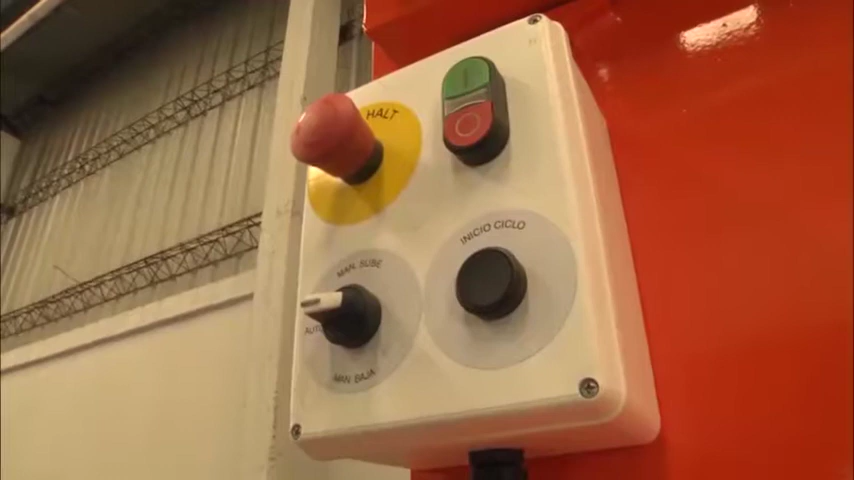 HALT
INICIO CICLO
MAN. SUBE
AUTO
MAN. BAJA